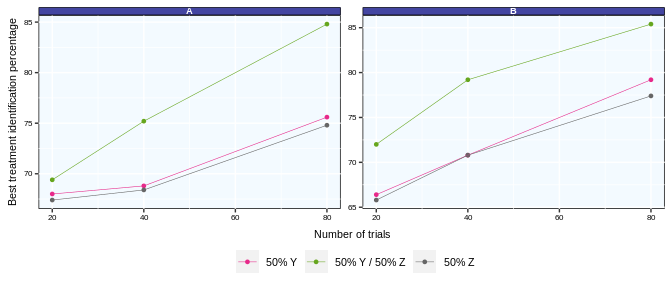 A
B
Best treatment identification percentage
85
80
75
70
85
80
75
70
65
20
40
60
80
20
40
60
80
Number of trials
50% Y
50% Y / 50% Z
50% Z